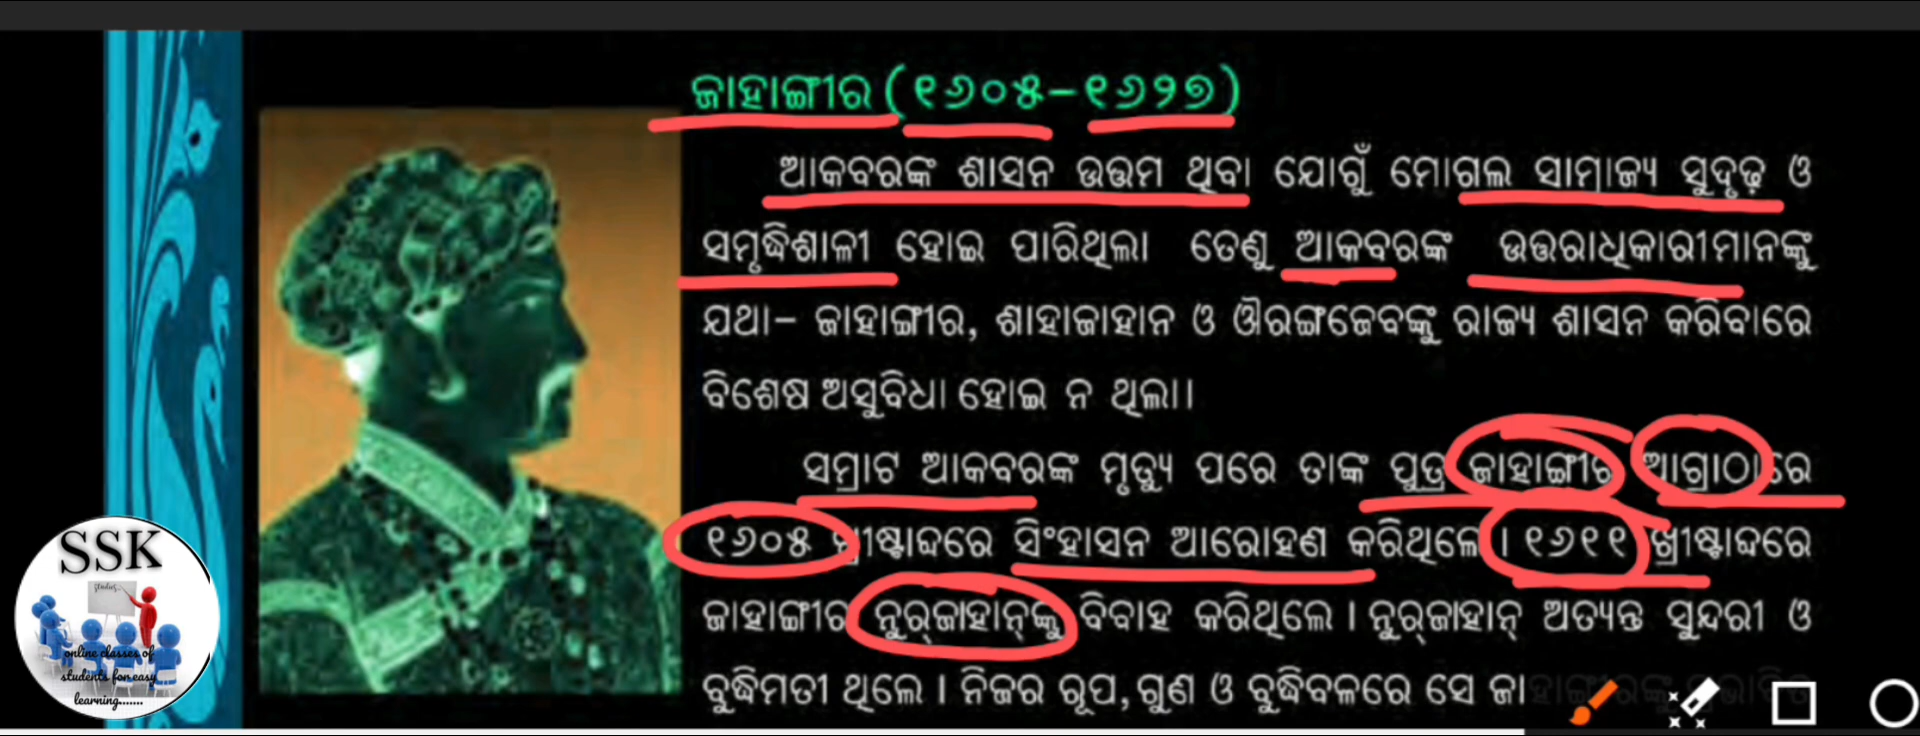 ଜାହାଙ୍ଗୀର (୧୬୦୫-୧୬୨୭)
ଆକବରଙ୍କ ଶାସନ ଉତ୍ତମ ଥିବା ଯୋଗୁଁ ମୋଗଲ ସାମ୍ରାଜ୍ୟ ସୁଦୃଢ଼ ଓ
ସମୃଦ୍ଧିଶାଳୀ ହୋଇ ପାରିଥିଲା ତେଣୁ ଆକବରଙ୍କ ଉତ୍ତରାଧିକାରୀମାନଙ୍କୁ
ଯଥା- ଜାହାଙ୍ଗୀର, ଶାହାଜାହାନ ଓ ଔରଙ୍ଗଜେବଙ୍କୁ ରାଜ୍ୟ ଶାସନ କରିବାରେ
ବିଶେଷ ଅସୁବିଧା ହୋଇ ନ ଥିଲା।
ସମ୍ରାଟ ଆକବରଙ୍କ ମୃତ୍ୟୁ ପରେ ତାଙ୍କ ପୁତ୍ର ଜାହାଙ୍ଗୀର ଆଗ୍ରାଠାରେ
୧୬୦୫ ଖ୍ରୀଷ୍ଟାବ୍ଦରେ ସିଂହାସନ ଆରୋହଣ କରିଥିଲେ । ୧୬୧୧ ଖ୍ରୀଷ୍ଟାବ୍ଦରେ
ଜାହାଙ୍ଗୀର ନୁର୍‌ଜାହାନ୍‌ଙ୍କୁ ବିବାହ କରିଥିଲେ । ନୁର୍‌ଜାହାନ୍ ଅତ୍ୟନ୍ତ ସୁନ୍ଦରୀ ଓ
ବୁଦ୍ଧିମତୀ ଥିଲେ । ନିଜର ରୂପ, ଗୁଣ ଓ ବୁଦ୍ଧିବଳରେ ସେ
SSK
online classes of
students for easy
learning.......